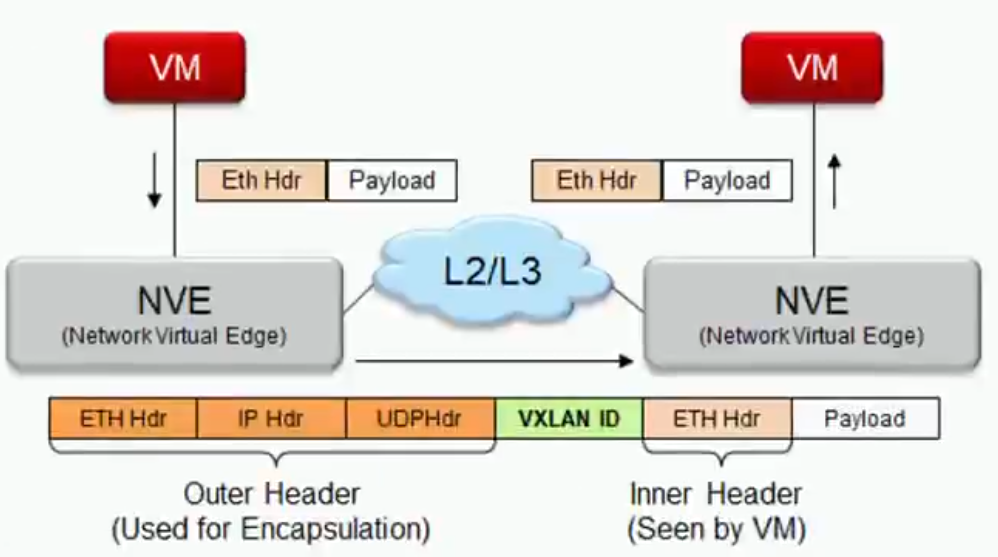 VM
VM
Eth Hdr Payload
Eth Hdr Payload
L2/L3
NVE
(Network Virtual Edge)
NVE
(Network Virtual Edge)
ETH Hdr IP Hdr UDPHdr VXLAN ID ETH Hdr Payload
Outer Header
(Used for Encapsulation)
Inner Header
(Seen by VM)